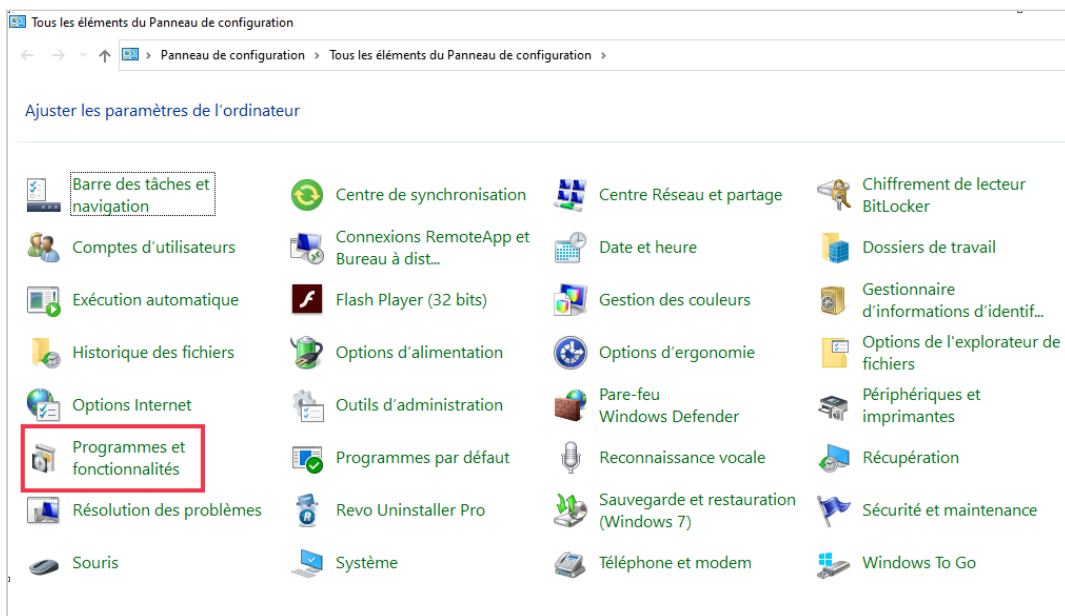 Tous les éléments du Panneau de configuration
Panneau de configuration > Tous les éléments du Panneau de configuration >
Ajuster les paramètres de l'ordinateur
Barre des tâches et
navigation
Centre de synchronisation
Centre Réseau et partage
Chiffrement de lecteur
BitLocker
Comptes d'utilisateurs
Connexions RemoteApp et
Bureau à dist...
Date et heure
Dossiers de travail
Exécution automatique
Flash Player (32 bits)
Gestion des couleurs
Gestionnaire
d'informations d'identif...
Historique des fichiers
Options d'alimentation
Options d'ergonomie
Options de l'explorateur de
fichiers
Options Internet
Outils d'administration
Pare-feu
Windows Defender
Périphériques et
imprimantes
Programmes et
fonctionnalités
Programmes par défaut
Reconnaissance vocale
Récupération
Résolution des problèmes
Revo Uninstaller Pro
Sauvegarde et restauration
(Windows 7)
Sécurité et maintenance
Souris
Système
Téléphone et modem
Windows To Go